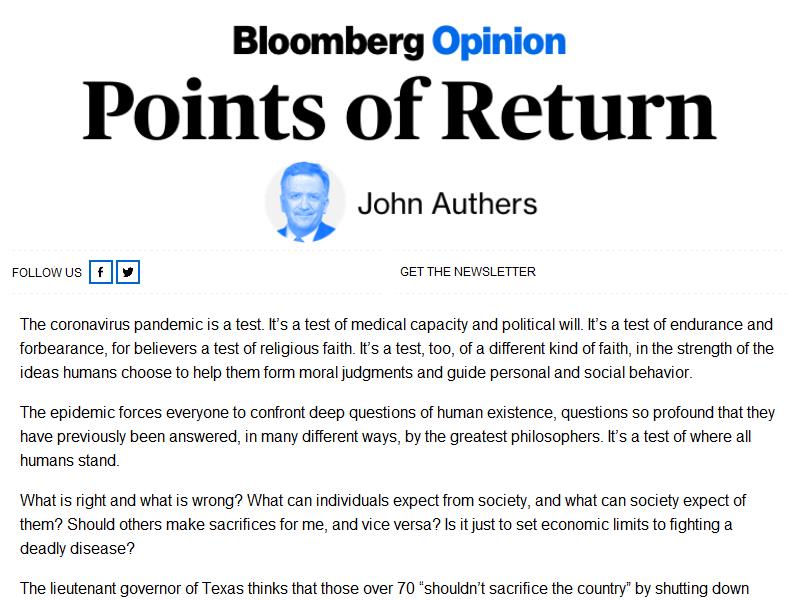 Bloomberg Opinion
Points of Return
John Authers
FOLLOW US
GET THE NEWSLETTER
The coronavirus pandemic is a test. It’s a test of medical capacity and political will. It’s a test of endurance and
forbearance, for believers a test of religious faith. It’s a test, too, of a different kind of faith, in the strength of the
ideas humans choose to help them form moral judgments and guide personal and social behavior.
The epidemic forces everyone to confront deep questions of human existence, questions so profound that they
have previously been answered, in many different ways, by the greatest philosophers. It’s a test of where all
humans stand.
What is right and what is wrong? What can individuals expect from society, and what can society expect of
them? Should others make sacrifices for me, and vice versa? Is it just to set economic limits to fighting a
deadly disease?
The lieutenant governor of Texas thinks that those over 70 “shouldn’t sacrifice the country” by shutting down